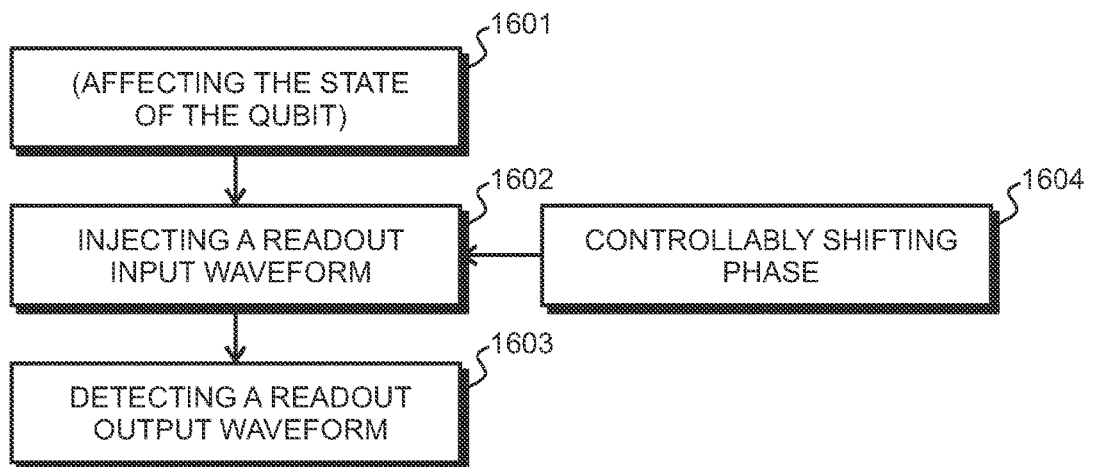 1601
(AFFECTING THE STATE
OF THE QUBIT)
1602
INJECTING A READOUT
INPUT WAVEFORM
1604
CONTROLLABLY SHIFTING
PHASE
1603
DETECTING A READOUT
OUTPUT WAVEFORM